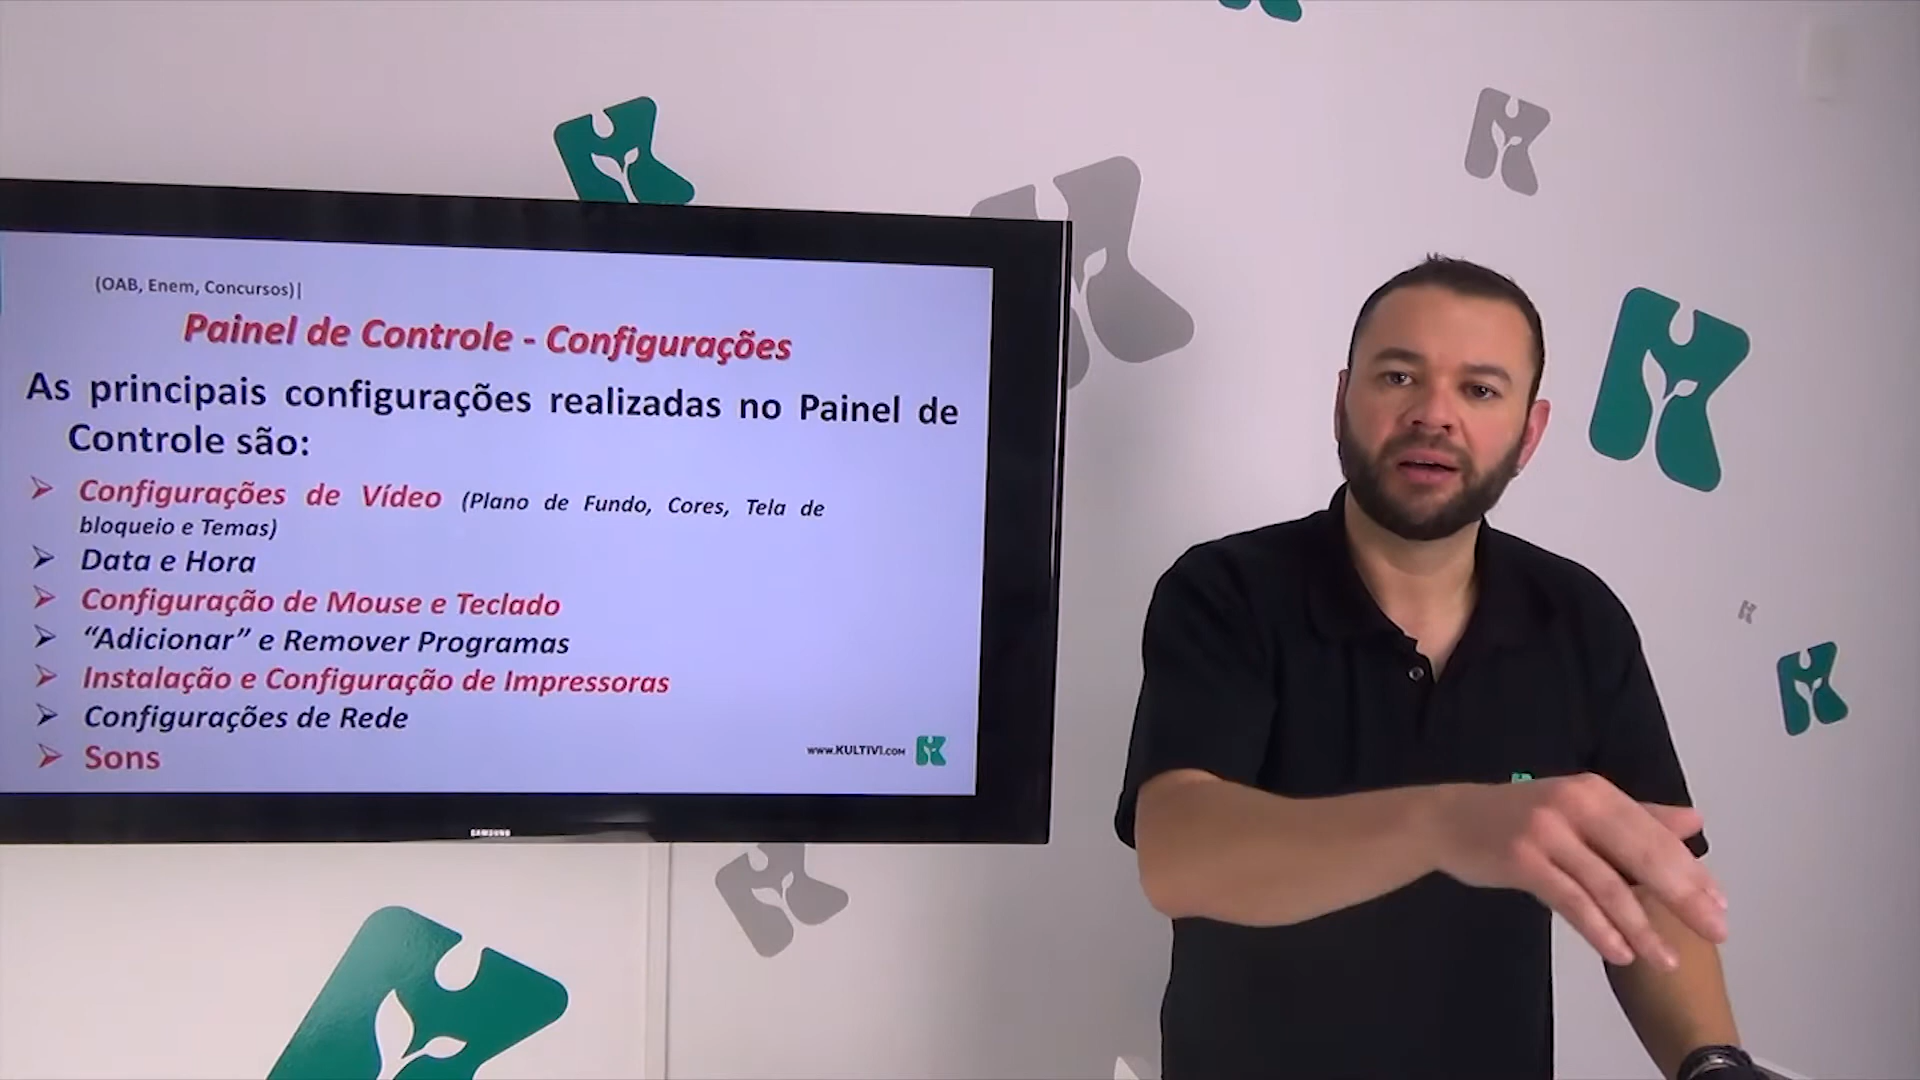 (OAB, Enem, Concursos)|
Painel de Controle - Configurações
As principais configurações realizadas no Painel de
Controle são:
Configurações de Vídeo (Plano de Fundo, Cores, Tela de
bloqueio e Temas)
Data e Hora
Configuração de Mouse e Teclado
“Adicionar” e Remover Programas
Instalação e Configuração de Impressoras
Configurações de Rede
Sons
www.KULTIVI.COM
SAMSUNG